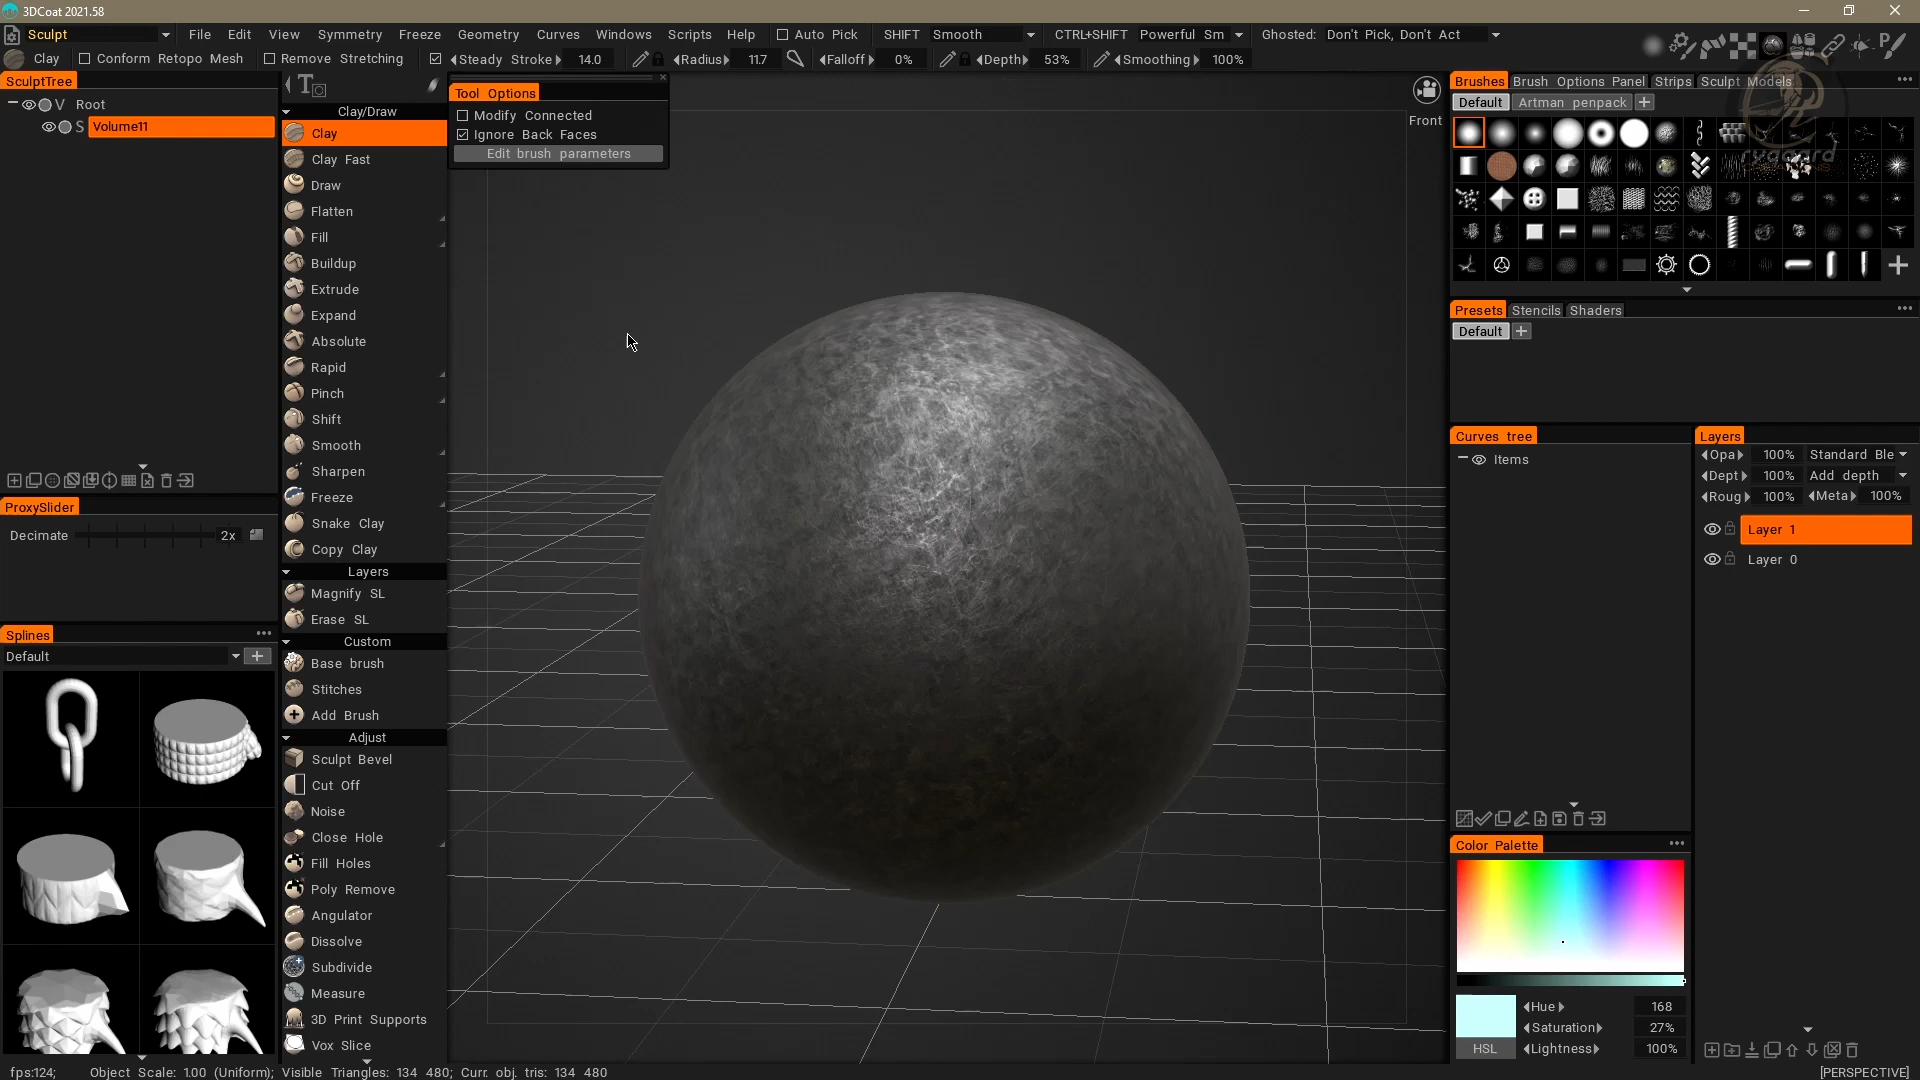 3DCoat 2021.58
Sculpt File Edit View Symmetry Freeze Geometry Curves Windows Scripts Help Auto Pick SHIFT Smooth CTRL+SHIFT Powerful Sm Ghosted: Don't Pick, Don't Act
Clay Conform Retopo Mesh Remove Stretching Steady Stroke 14.0 Radius 11.7 Falloff 0% Depth 53% Smoothing 100%
SculptTree
V Root
S Volume11
Clay/Draw
Clay
Clay Fast
Draw
Flatten
Fill
Buildup
Extrude
Expand
Absolute
Rapid
Pinch
Shift
Smooth
Sharpen
Freeze
Snake Clay
Copy Clay
Layers
Magnify SL
Erase SL
Custom
Base brush
Stitches
Add Brush
Adjust
Sculpt Bevel
Cut Off
Noise
Close Hole
Fill Holes
Poly Remove
Angulator
Dissolve
Subdivide
Measure
3D Print Supports
Vox Slice
Tool Options
Modify Connected
Ignore Back Faces
Edit brush parameters
Front
ProxySlider
Decimate 2x
Splines
Default
Brushes Brush Options Panel Strips Sculpt Models
Default Artman penpack
Presets Stencils Shaders
Default
Curves tree
Items
Layers
Opa 100% Standard Ble
Dept 100% Add depth
Roug 100% Meta 100%
Layer 1
Layer 0
Color Palette
Hue 168
Saturation 27%
HSL Lightness 100%
fps:124; Object Scale: 1.00 (Uniform); Visible Triangles: 134 480; Curr. obj. tris: 134 480
[PERSPECTIVE]